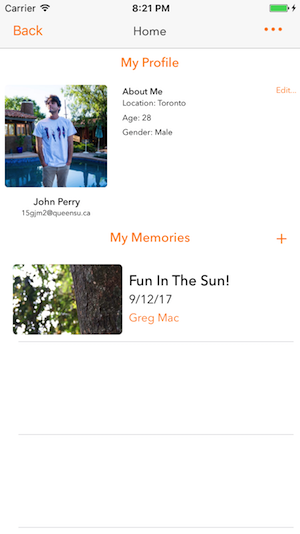 Carrier 8:21 PM
Back Home •••
My Profile
About Me Edit...
Location: Toronto
Age: 28
Gender: Male
John Perry
15gjm2@queensu.ca
My Memories +
Fun In The Sun!
9/12/17
Greg Mac